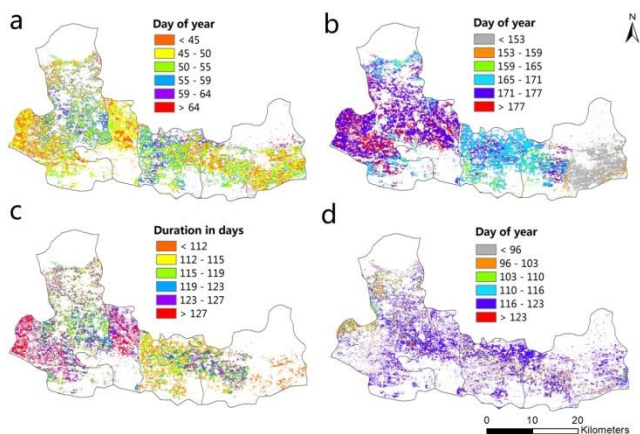 a
Day of year
< 45
45 - 50
50 - 55
55 - 59
59 - 64
> 64
b
Day of year
< 153
153 - 159
159 - 165
165 - 171
171 - 177
> 177
N
c
Duration in days
< 112
112 - 115
115 - 119
119 - 123
123 - 127
> 127
d
Day of year
< 96
96 - 103
103 - 110
110 - 116
116 - 123
> 123
0 10 20
Kilometers